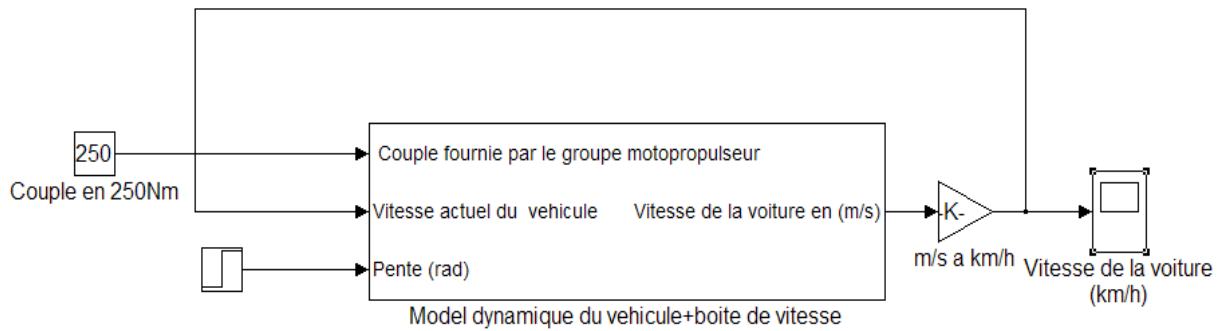 250
Couple en 250Nm
Couple fournie par le groupe motopropulseur
Vitesse actuel du vehicule
Vitesse de la voiture en (m/s)
Pente (rad)
Model dynamique du vehicule+boite de vitesse
-K-
m/s a km/h
Vitesse de la voiture
(km/h)